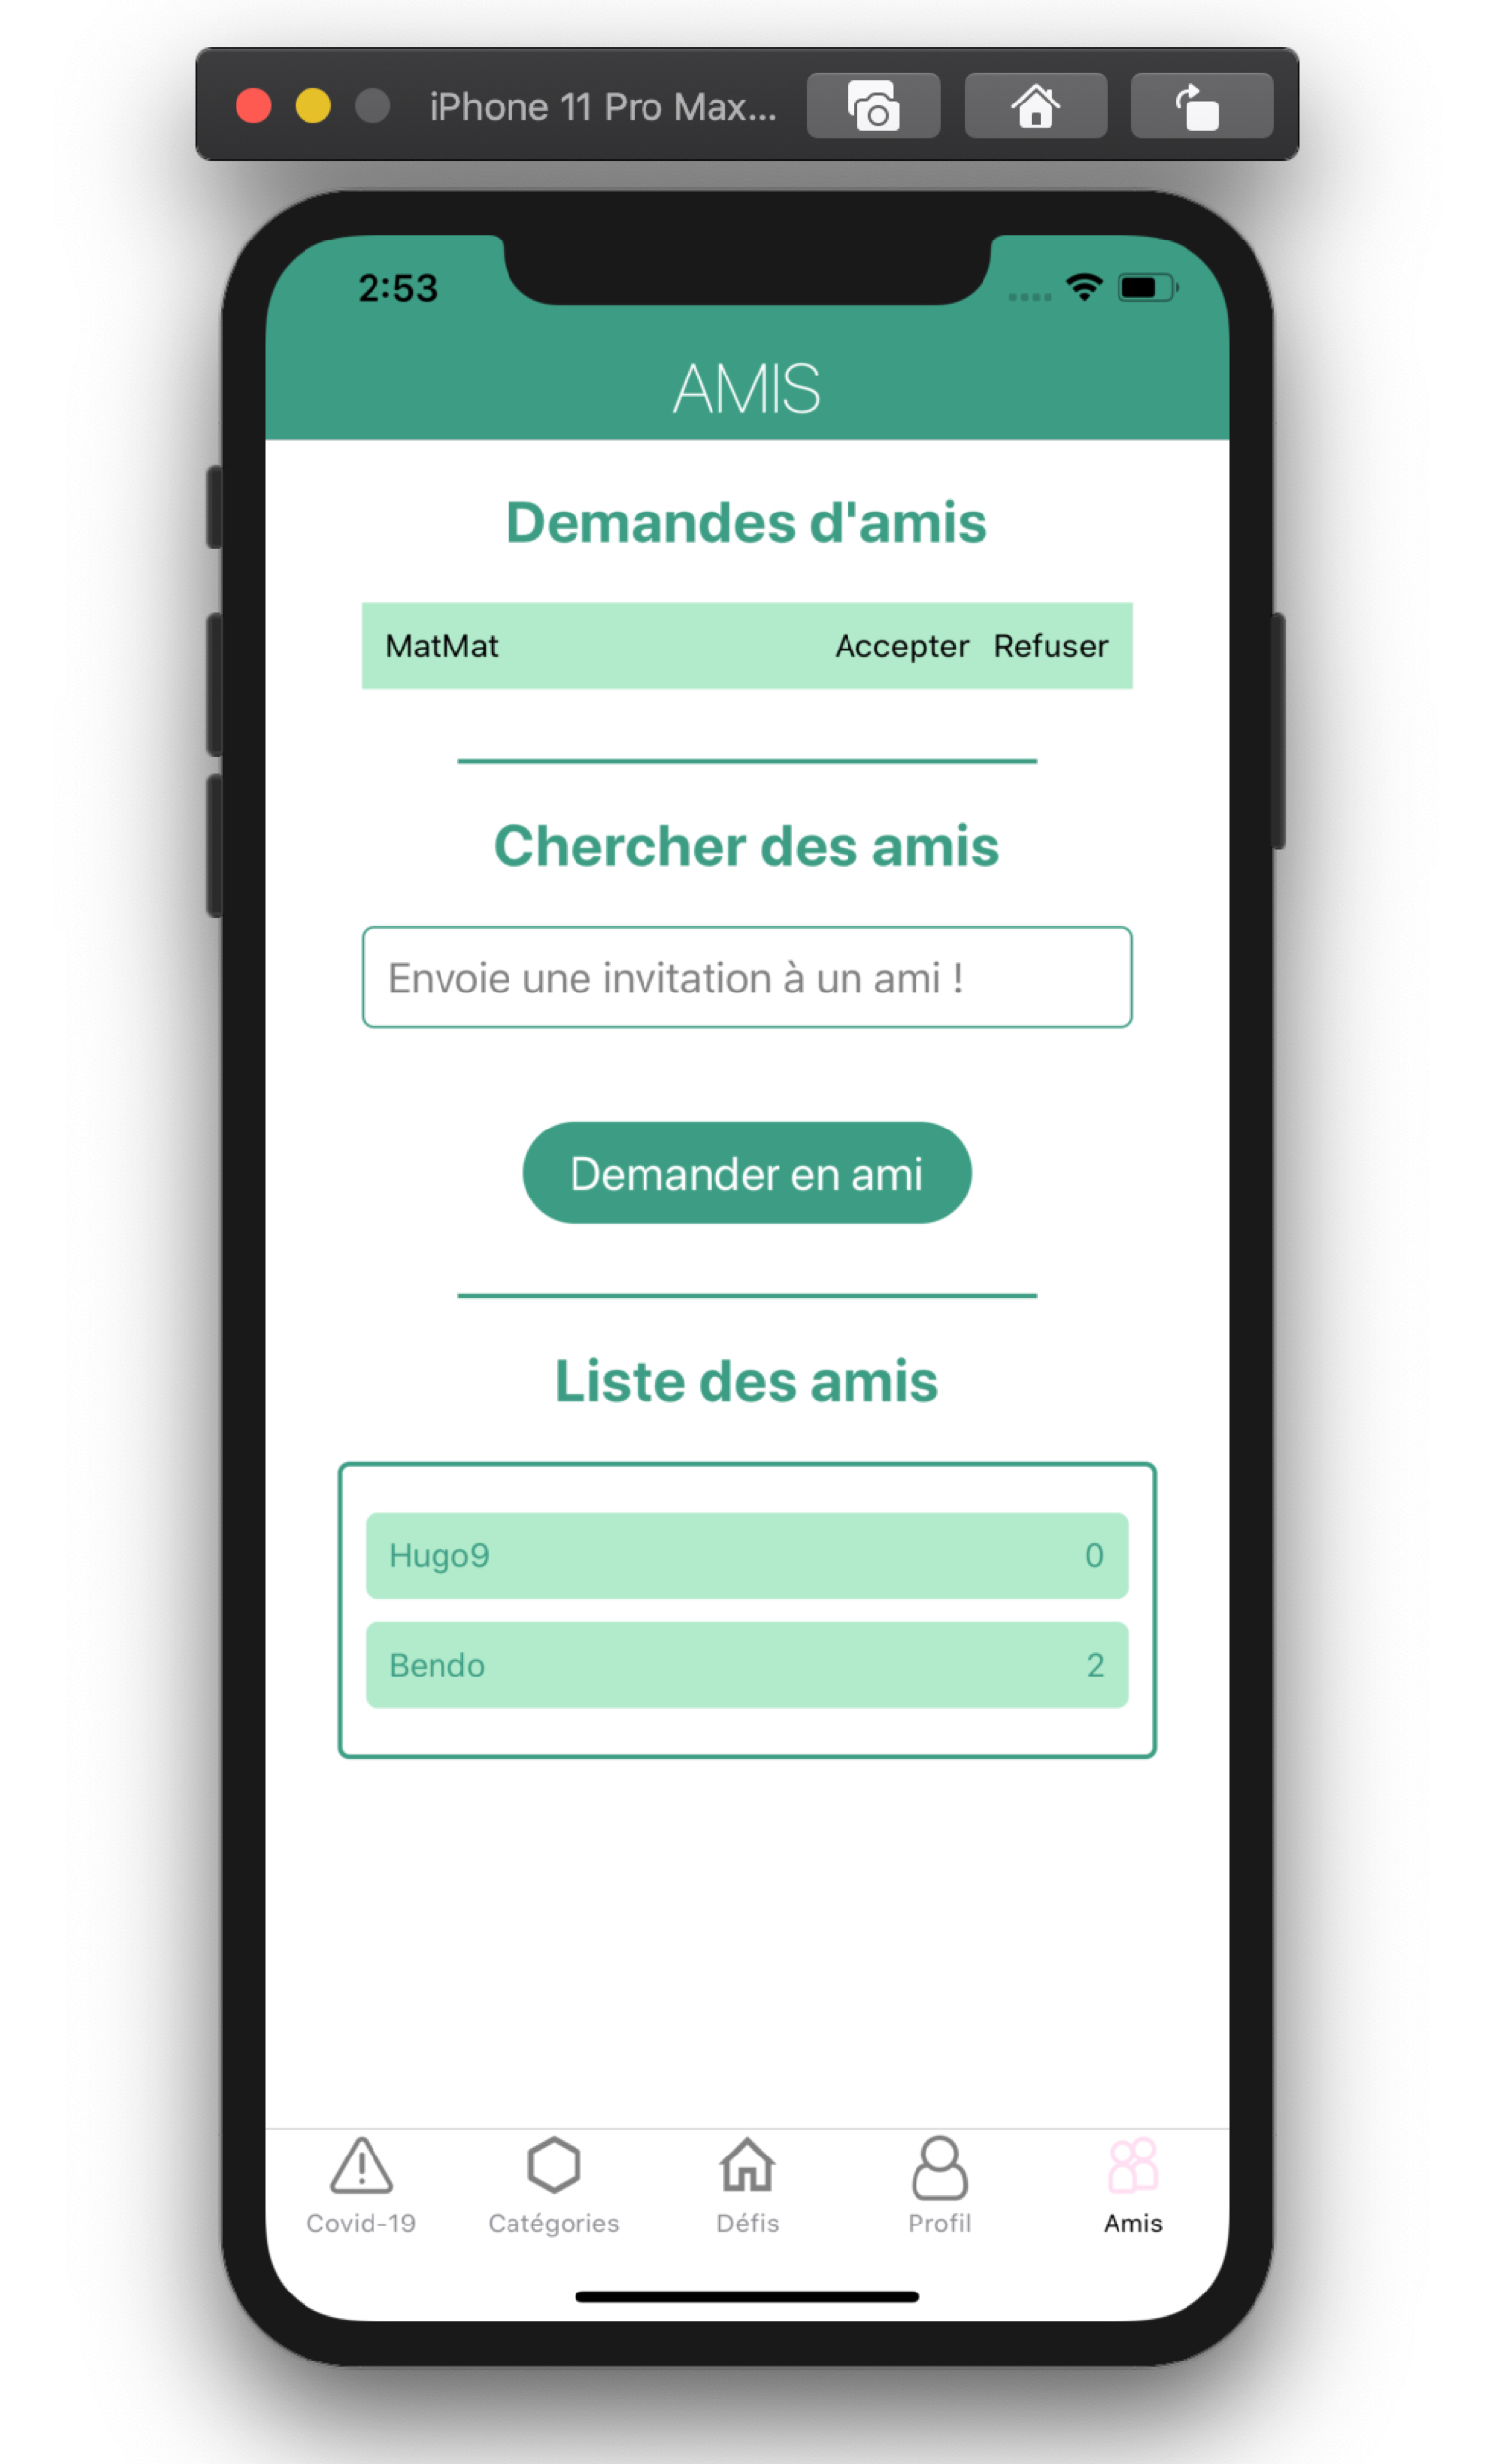 iPhone 11 Pro Max...
2:53
AMIS
Demandes d'amis
MatMat Accepter Refuser
Chercher des amis
Envoie une invitation à un ami !
Demander en ami
Liste des amis
Hugo9 0
Bendo 2
Covid-19 Catégories Défis Profil Amis